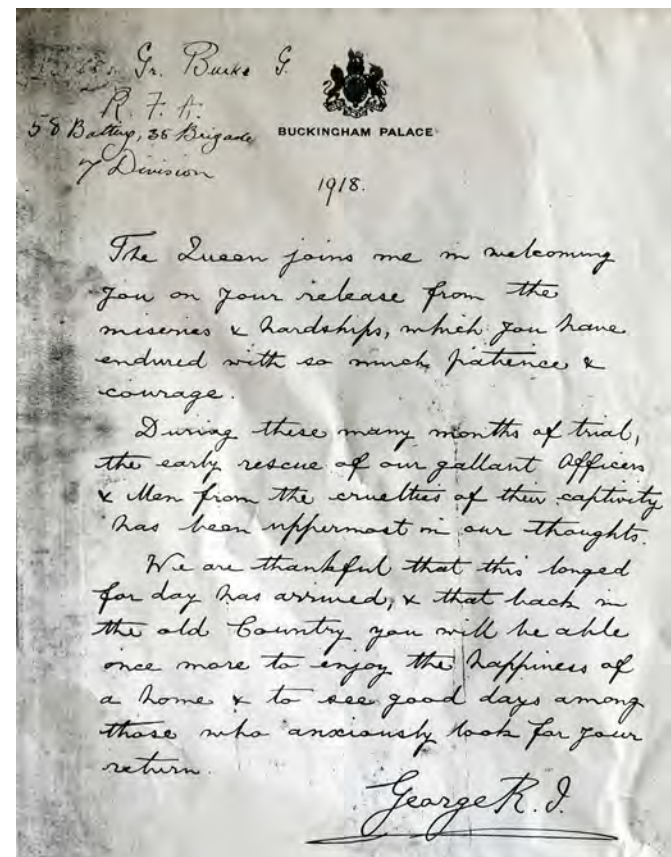 Gr. Burke G.
R. F. A.
58 Battery, 35 Brigade
7 Division
BUCKINGHAM PALACE
1918.
The Queen joins me in welcoming
you on your release from the
miseries & hardships, which you have
endured with so much patience &
courage.
During these many months of trial,
the early rescue of our gallant Officers
& Men from the cruelties of their captivity
has been uppermost in our thoughts.
We are thankful that this longed
for day has arrived, & that back in
the old Country you will be able
once more to enjoy the happiness of
a home & to see good days among
those who anxiously look for your
return.
George R. I.